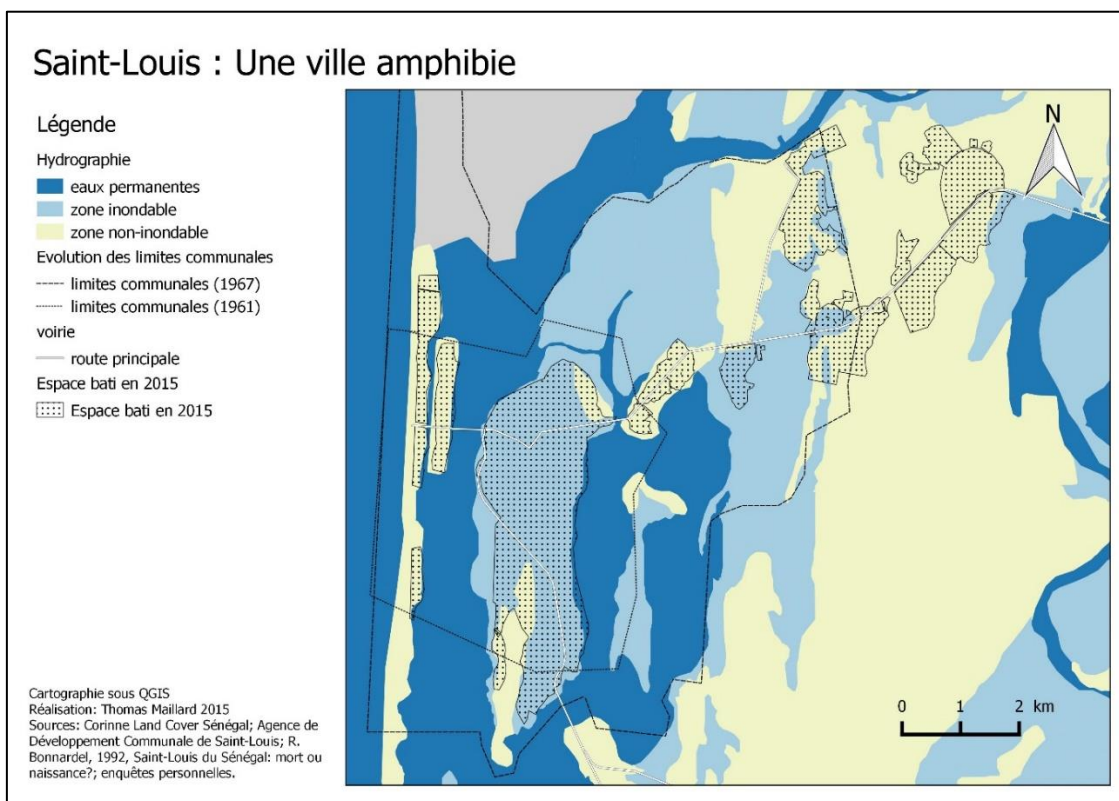 Saint-Louis : Une ville amphibie
Légende
Hydrographie
eaux permanentes
zone inondable
zone non-inondable
Evolution des limites communales
limites communales (1967)
limites communales (1961)
voirie
route principale
Espace bati en 2015
Espace bati en 2015
Cartographie sous QGIS
Réalisation: Thomas Maillard 2015
Sources: Corinne Land Cover Sénégal; Agence de
Développement Communale de Saint-Louis; R.
Bonnardel, 1992, Saint-Louis du Sénégal: mort ou
naissance?; enquêtes personnelles.
N
0 1 2 km